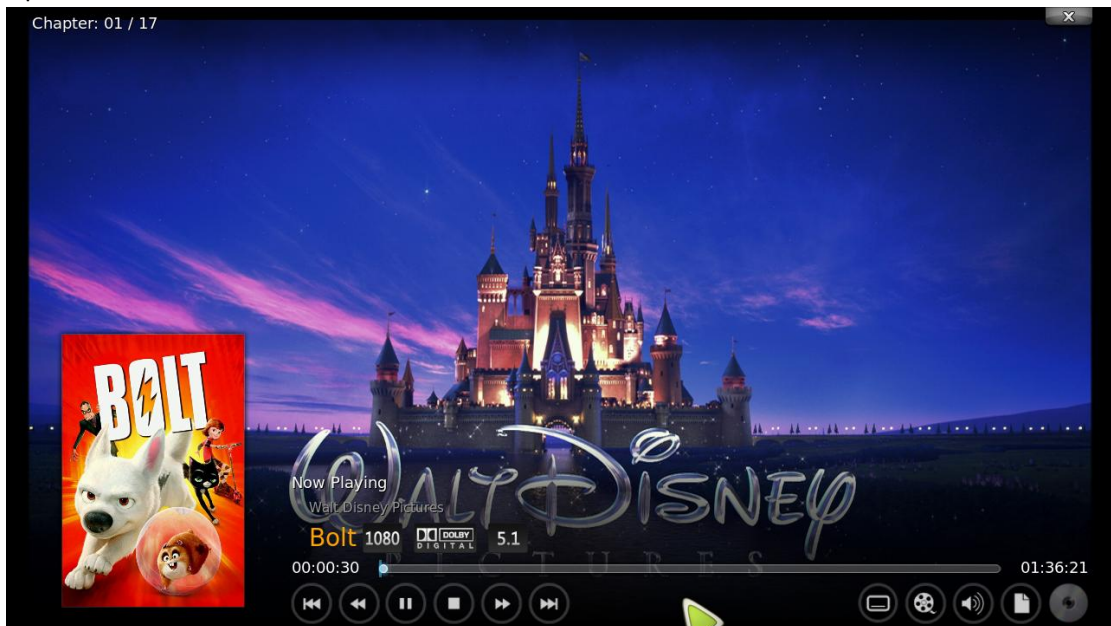 Chapter: 01 / 17
BOLT
Now Playing
Walt Disney Pictures
WALT DISNEY
Bolt 1080 DOLBY DIGITAL 5.1
PICTURES
00:00:30 01:36:21